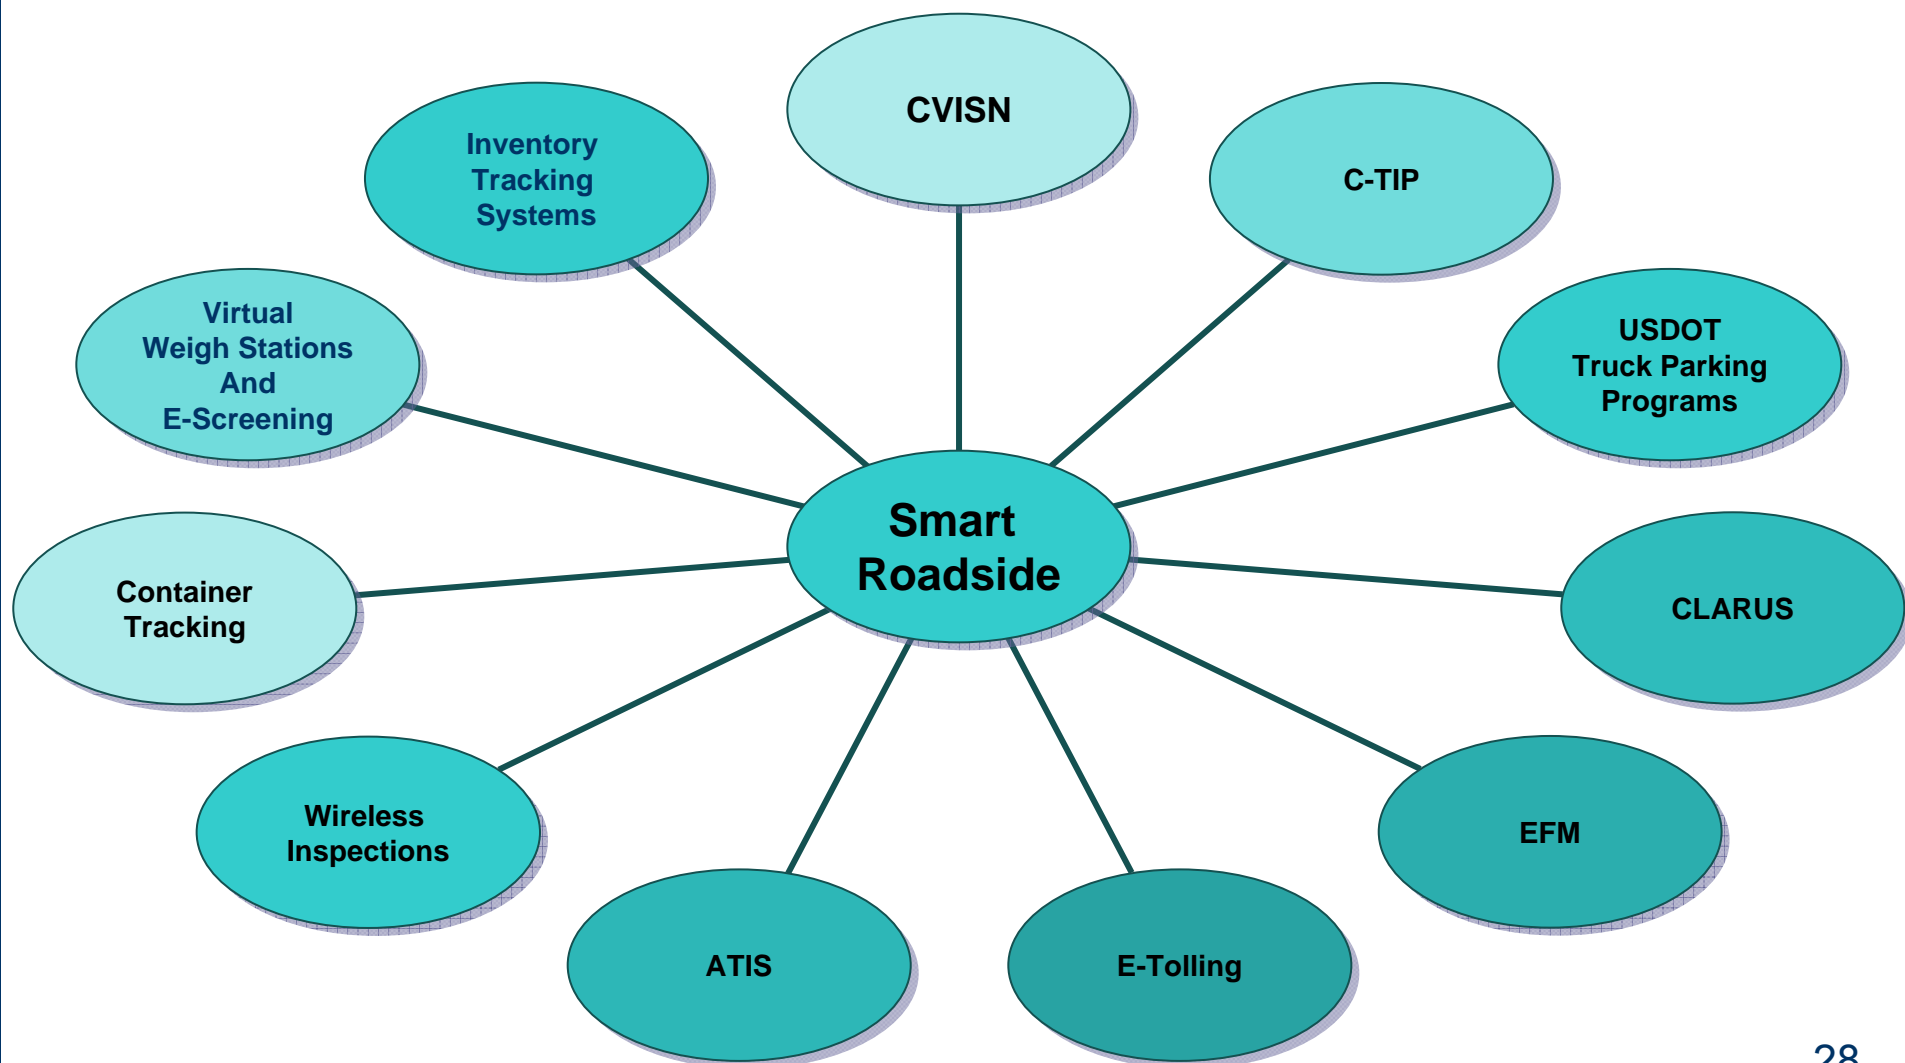 CVISN
Inventory
Tracking
Systems
C-TIP
Virtual
Weigh Stations
And
E-Screening
USDOT
Truck Parking
Programs
Smart
Roadside
Container
Tracking
CLARUS
Wireless
Inspections
EFM
ATIS
E-Tolling
28